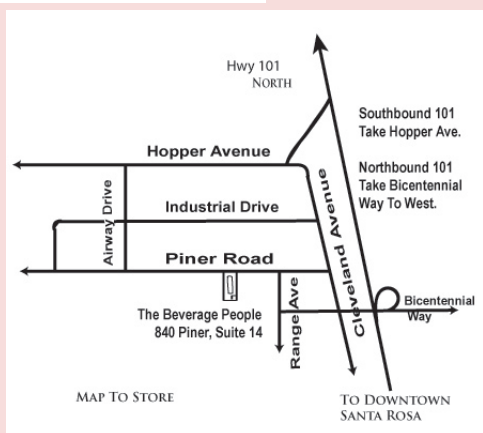 Hwy 101
NORTH
Southbound 101
Take Hopper Ave.
Northbound 101
Take Bicentennial
Way To West.
Hopper Avenue
Airway Drive
Industrial Drive
Cleveland Avenue
Piner Road
The Beverage People
840 Piner, Suite 14
Range Ave
Bicentennial
Way
MAP TO STORE
TO DOWNTOWN
SANTA ROSA